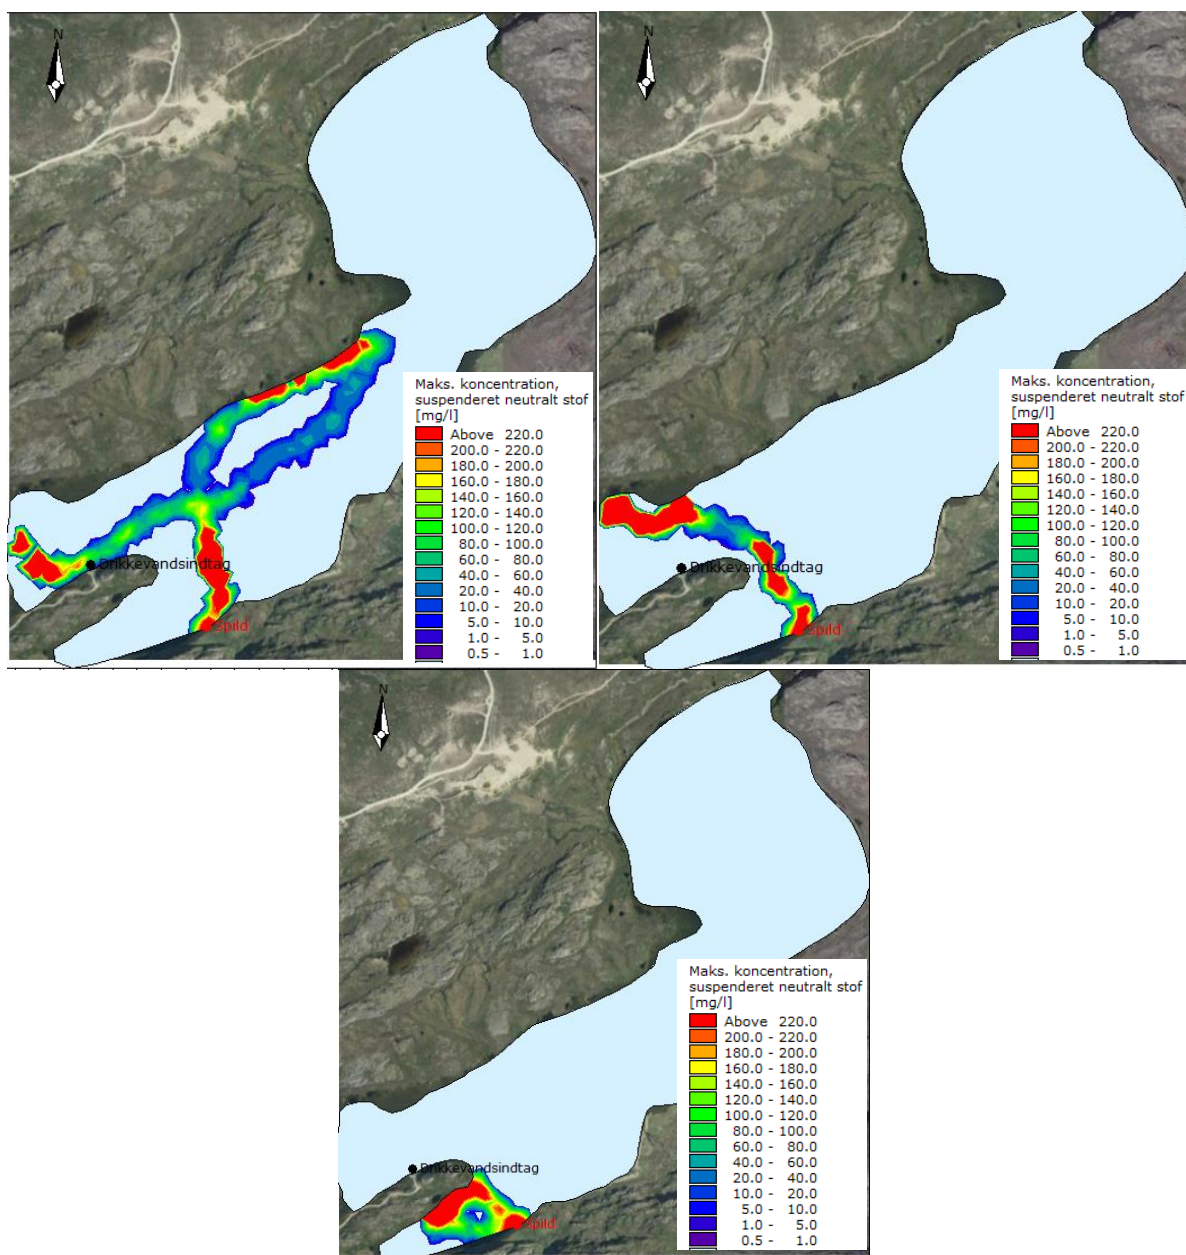 N
Maks. koncentration,
suspenderet neutralt stof
[mg/l]
Above 220.0
200.0 - 220.0
180.0 - 200.0
160.0 - 180.0
140.0 - 160.0
120.0 - 140.0
100.0 - 120.0
80.0 - 100.0
60.0 - 80.0
40.0 - 60.0
20.0 - 40.0
10.0 - 20.0
5.0 - 10.0
1.0 - 5.0
0.5 - 1.0
Drikkevandsindtag
Spild
N
Maks. koncentration,
suspenderet neutralt stof
[mg/l]
Above 220.0
200.0 - 220.0
180.0 - 200.0
160.0 - 180.0
140.0 - 160.0
120.0 - 140.0
100.0 - 120.0
80.0 - 100.0
60.0 - 80.0
40.0 - 60.0
20.0 - 40.0
10.0 - 20.0
5.0 - 10.0
1.0 - 5.0
0.5 - 1.0
Drikkevandsindtag
Spild
N
Maks. koncentration,
suspenderet neutralt stof
[mg/l]
Above 220.0
200.0 - 220.0
180.0 - 200.0
160.0 - 180.0
140.0 - 160.0
120.0 - 140.0
100.0 - 120.0
80.0 - 100.0
60.0 - 80.0
40.0 - 60.0
20.0 - 40.0
10.0 - 20.0
5.0 - 10.0
1.0 - 5.0
0.5 - 1.0
Drikkevandsindtag
Spild